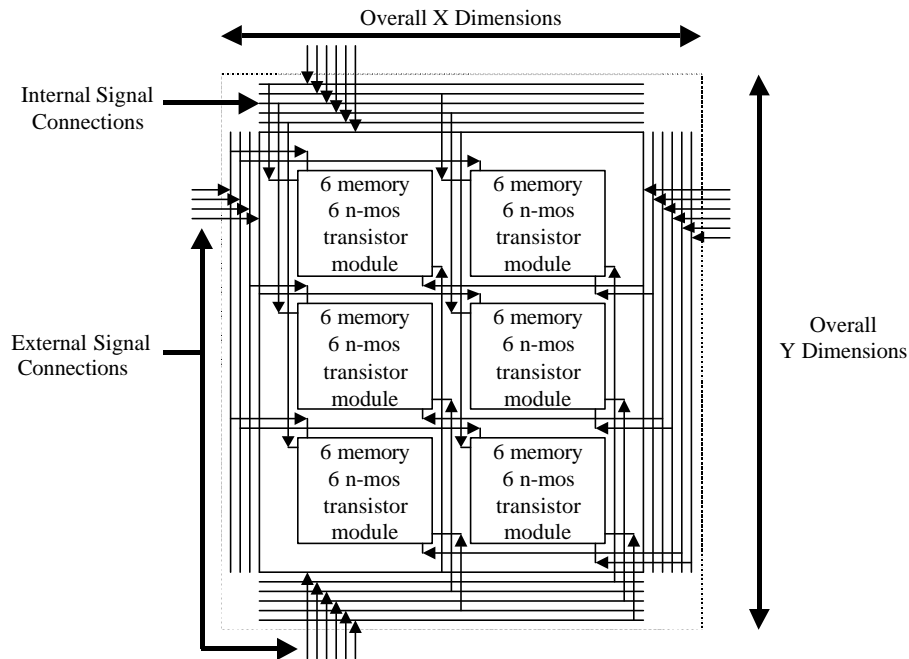 Overall X Dimensions
Internal Signal
Connections
6 memory
6 n-mos
transistor
module
6 memory
6 n-mos
transistor
module
External Signal
Connections
6 memory
6 n-mos
transistor
module
6 memory
6 n-mos
transistor
module
Overall
Y Dimensions
6 memory
6 n-mos
transistor
module
6 memory
6 n-mos
transistor
module